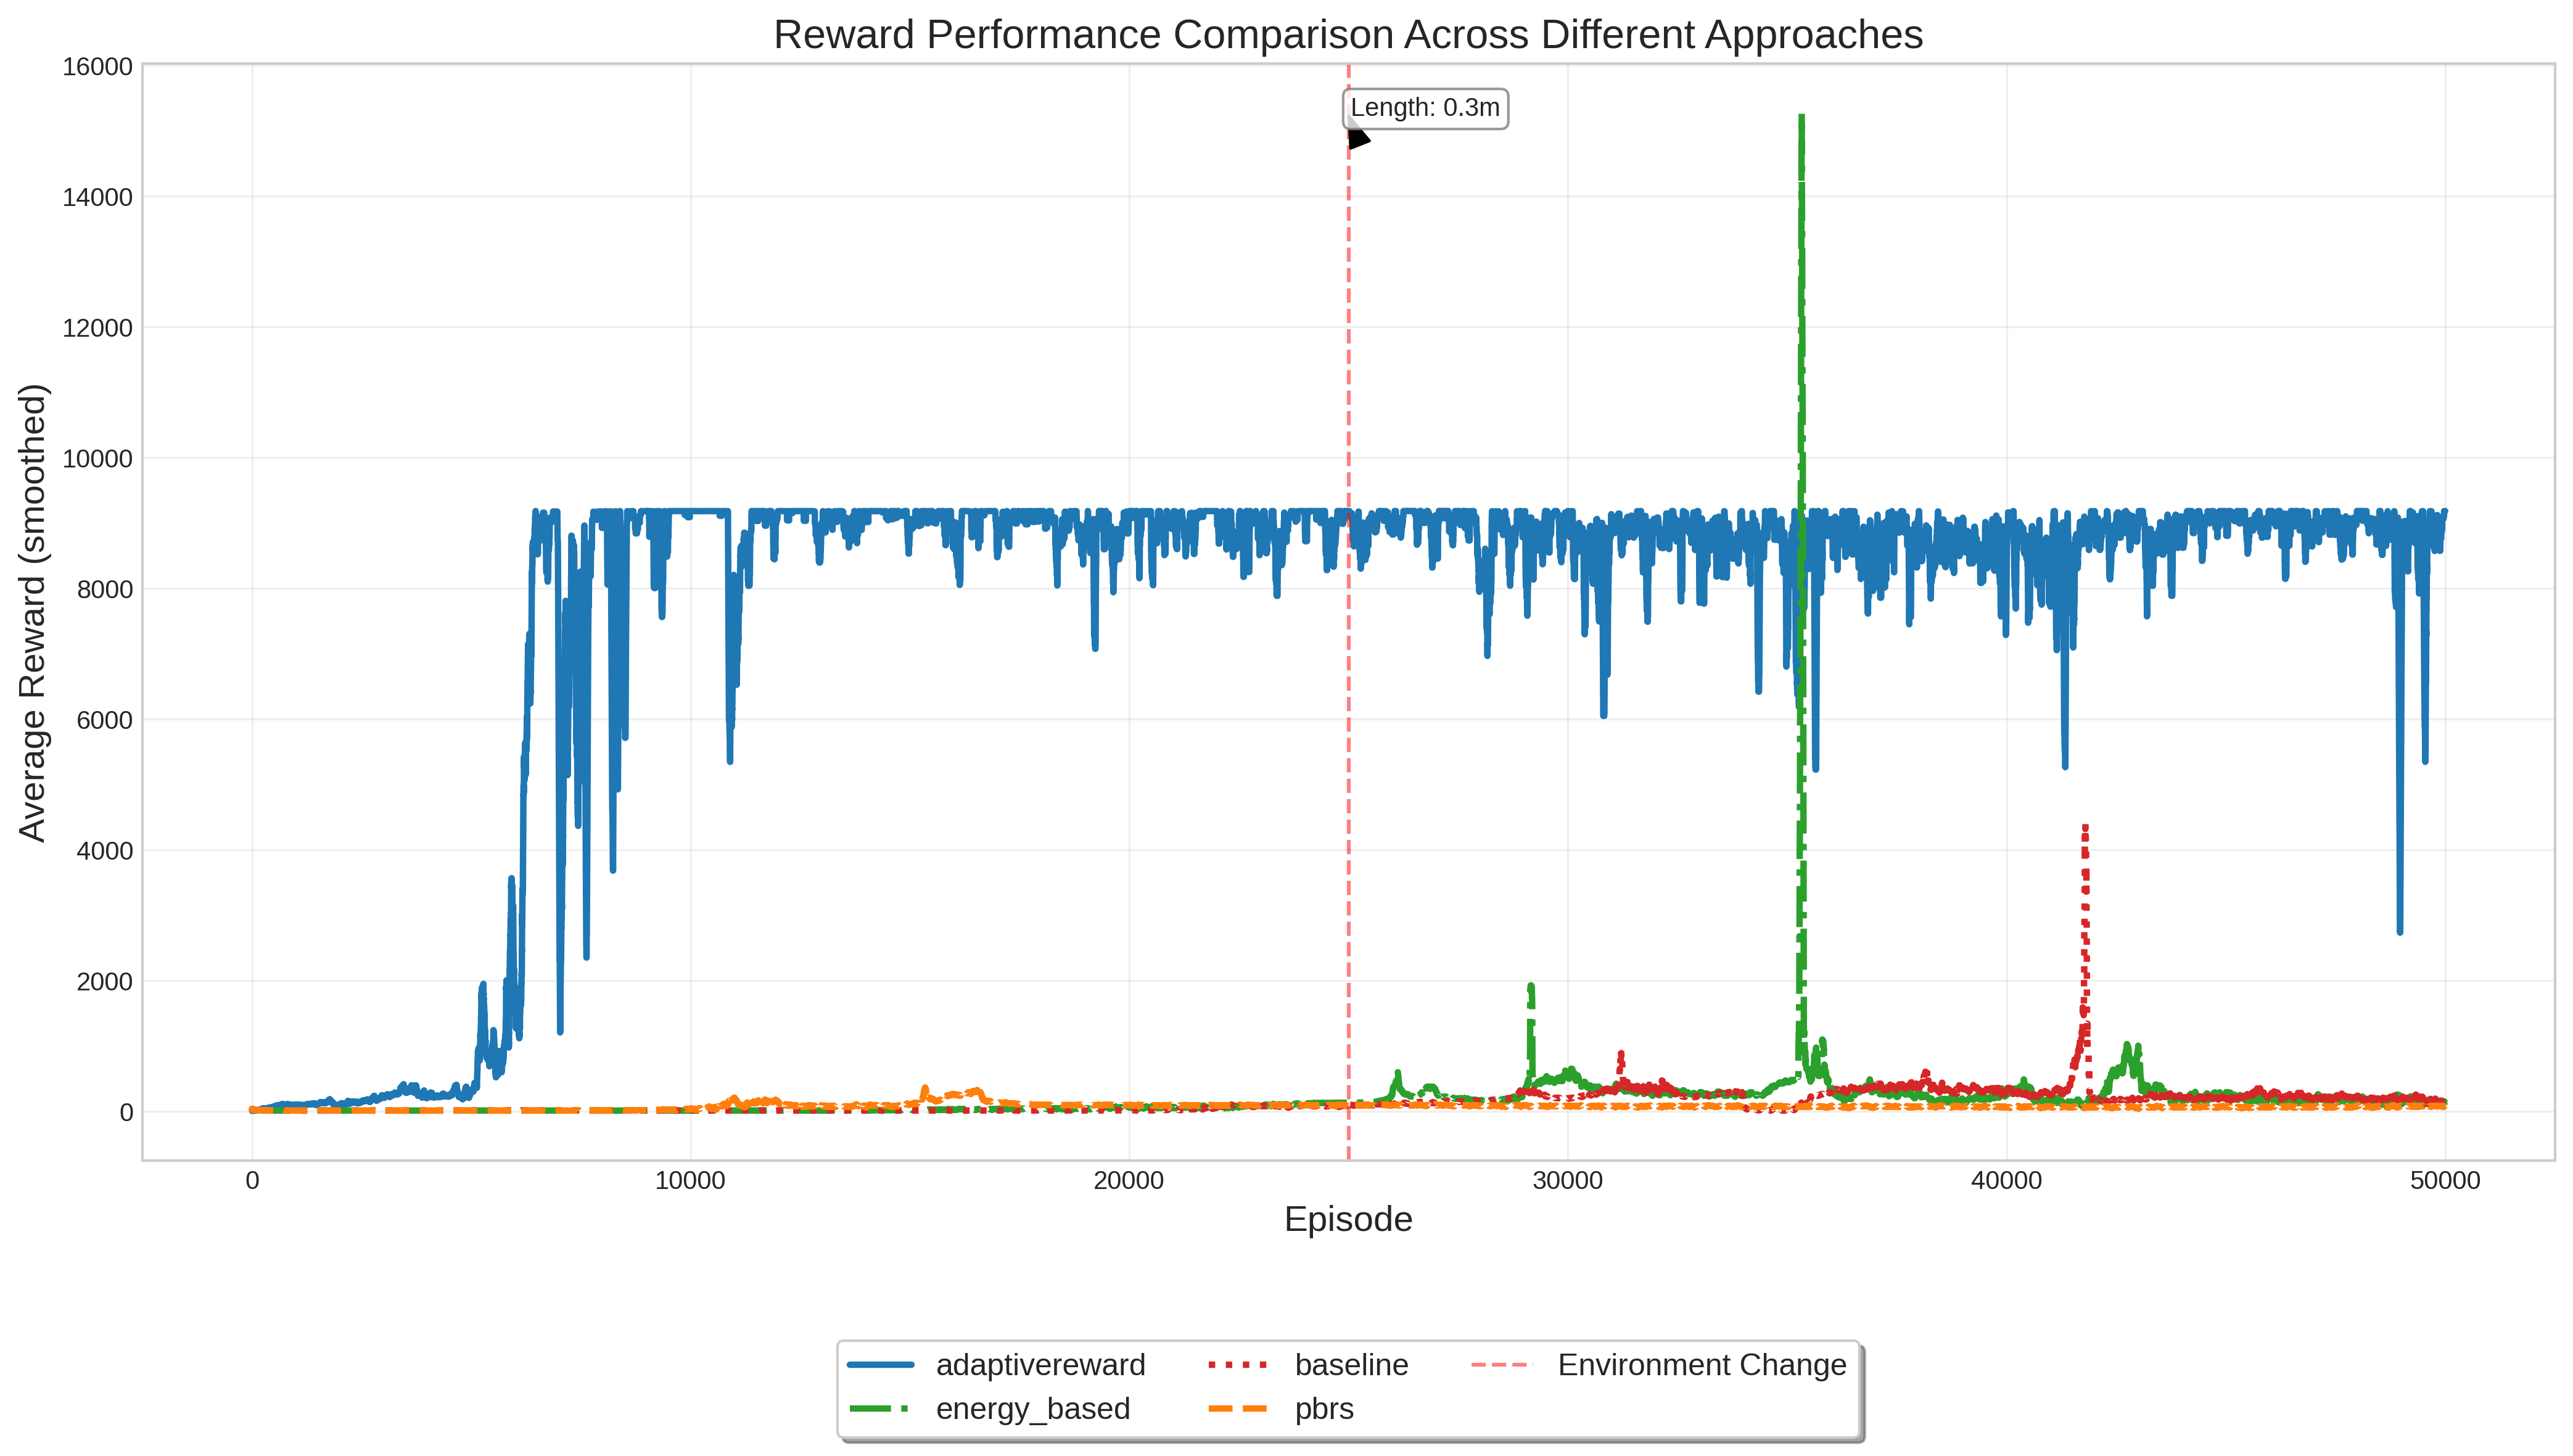 Reward Performance Comparison Across Different Approaches
16000
14000
12000
10000
8000
6000
4000
2000
0
Average Reward (smoothed)
Length: 0.3m
0 10000 20000 30000 40000 50000
Episode
adaptivereward baseline Environment Change
energy_based pbrs